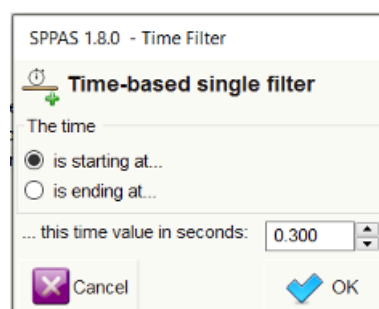 SPPAS 1.8.0 - Time Filter
Time-based single filter
The time
is starting at...
is ending at...
... this time value in seconds: 0.300
Cancel OK